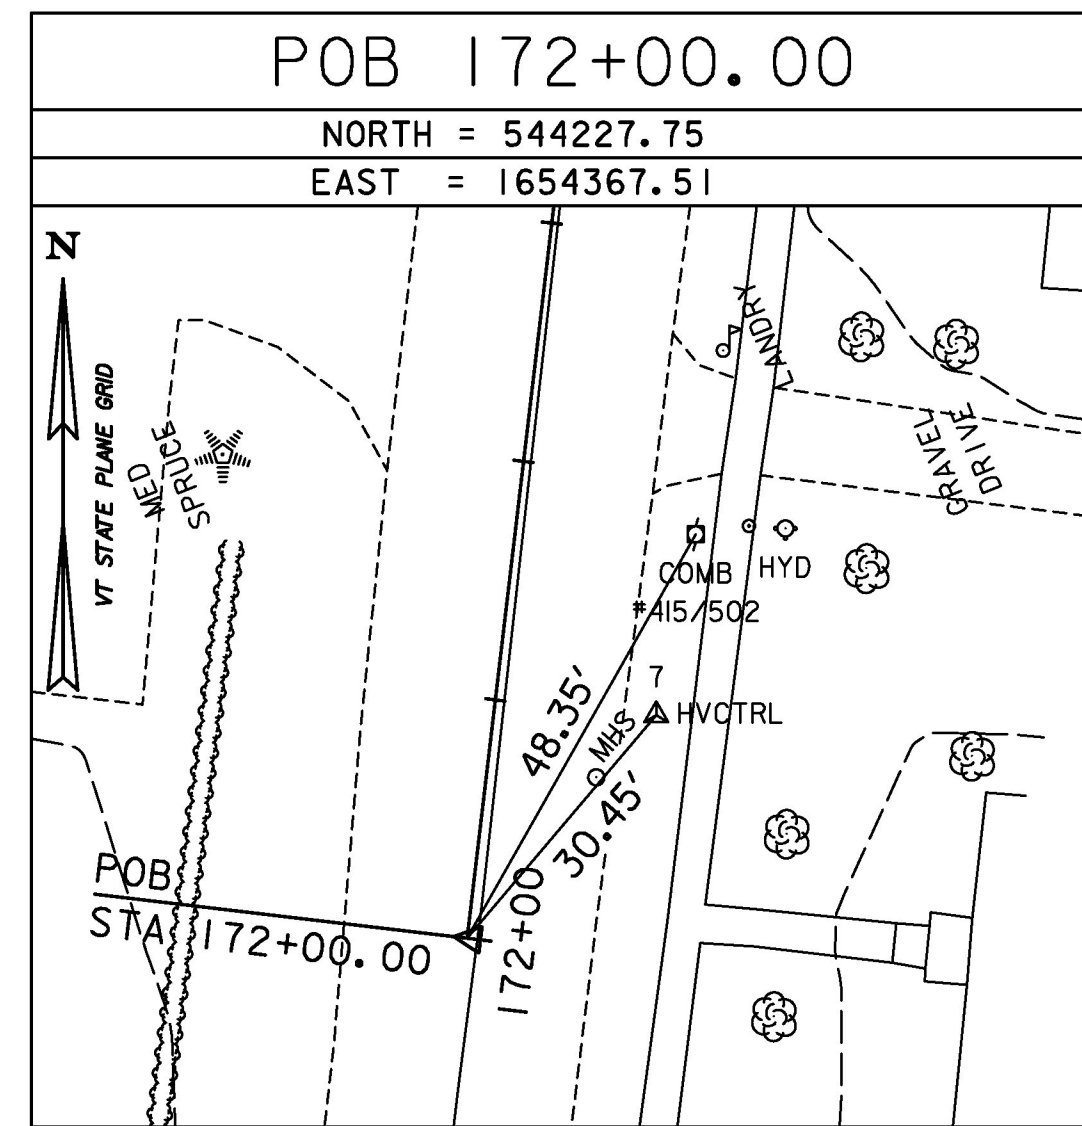 POB 172+00.00
NORTH = 544227.75
EAST = 1654367.51
N
VT STATE PLANE GRID
LANDRY
MED
SPRUCE
GRAVEL
DRIVE
COMB
HYD
#415/502
7
HVCTRL
MHS
48.35'
30.45'
POB
STA. 172+00.00
172+00